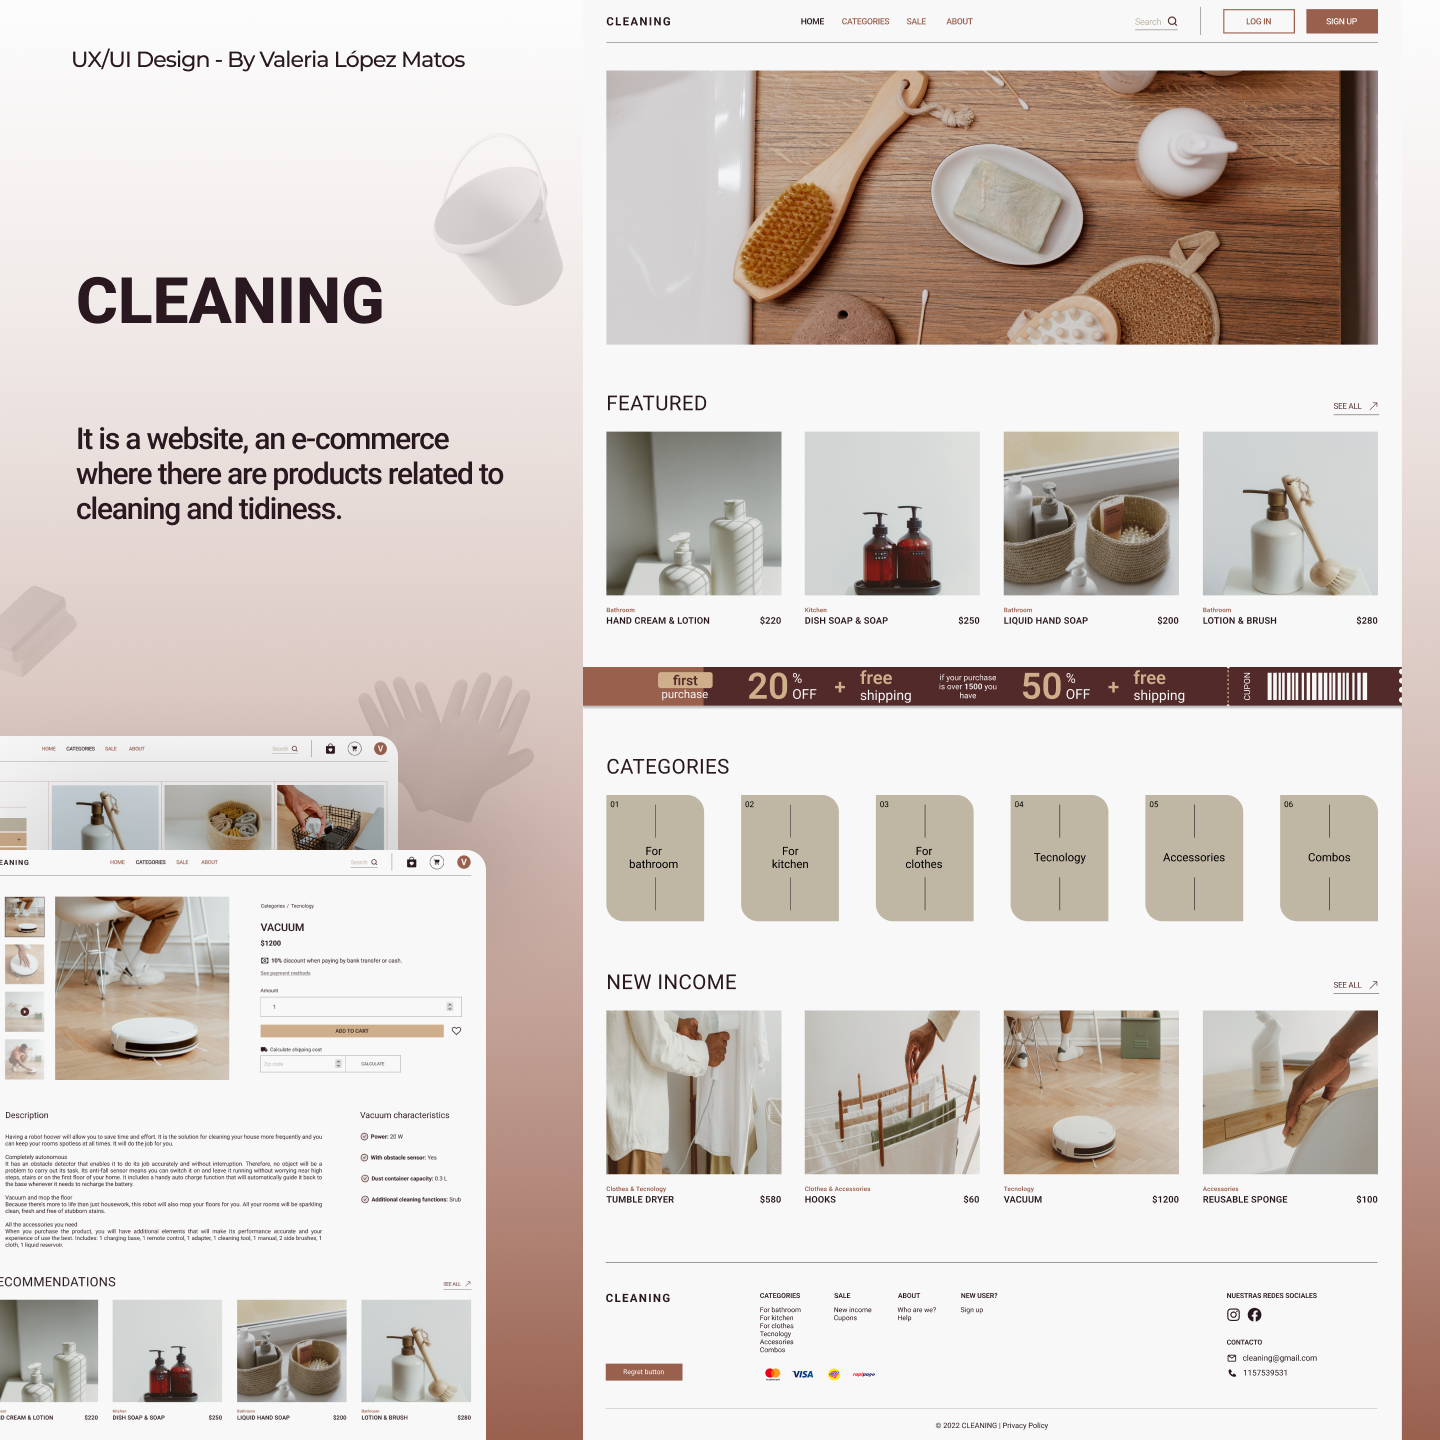 UX/UI Design - By Valeria López Matos
CLEANING
It is a website, an e-commerce
where there are products related to
cleaning and tidiness.
HOME CATEGORIES SALE ABOUT
Search
V
EANING
HOME CATEGORIES SALE ABOUT
Search
V
Categories / Tecnology
VACUUM
$1200
10% discount when paying by bank transfer or cash.
See payment methods
Amount
1
ADD TO CART
Calculate shipping cost
Zip code
CALCULATE
Description
Having a robot hoover will allow you to save time and effort. It is the solution for cleaning your house more frequently and you
can keep your rooms spotless at all times. It will do the job for you.
Completely autonomous
It has an obstacle detector that enables it to do its job accurately and without interruption. Therefore, no object will be a
problem to carry out its task. Its anti-fall sensor means you can switch it on and leave it running without worrying near high
steps, stairs or on the first floor of your home. It includes a handy auto charge function that will automatically guide it back to
the base whenever it needs to recharge the battery.
Vacuum and mop the floor
Because there's more to life than just housework, this robot will also mop your floors for you. All your rooms will be sparkling
clean, fresh and free of stubborn stains.
All the accessories you need
When you purchase the product, you will have additional elements that will make its performance accurate and your
experience of use the best. Includes: 1 charging base, 1 remote control, 1 adapter, 1 cleaning tool, 1 manual, 2 side brushes, 1
cloth, 1 liquid reservoir.
Vacuum characteristics
Power: 20 W
With obstacle sensor: Yes
Dust container capacity: 0.3 L
Additional cleaning functions: Srub
ECOMMENDATIONS
SEE ALL
D CREAM & LOTION $220
Kitchen
DISH SOAP & SOAP $250
Bathroom
LIQUID HAND SOAP $200
Bathroom
LOTION & BRUSH $280
CLEANING
HOME CATEGORIES SALE ABOUT
Search
LOG IN
SIGN UP
FEATURED
SEE ALL
Bathroom
HAND CREAM & LOTION $220
Kitchen
DISH SOAP & SOAP $250
Bathroom
LIQUID HAND SOAP $200
Bathroom
LOTION & BRUSH $280
first
purchase
20 % OFF
+
free
shipping
if your purchase
is over 1500 you
have
50 % OFF
+
free
shipping
CUPON
CATEGORIES
01
For
bathroom
02
For
kitchen
03
For
clothes
04
Tecnology
05
Accessories
06
Combos
NEW INCOME
SEE ALL
Clothes & Tecnology
TUMBLE DRYER $580
Clothes & Accessories
HOOKS $60
Tecnology
VACUUM $1200
Accessories
REUSABLE SPONGE $100
CLEANING
Regret button
CATEGORIES
For bathroom
For kitchen
For clothes
Tecnology
Accesories
Combos
SALE
New income
Cupons
ABOUT
Who are we?
Help
NEW USER?
Sign up
VISA
rapipago
NUESTRAS REDES SOCIALES
CONTACTO
cleaning@gmail.com
1157539531
© 2022 CLEANING | Privacy Policy